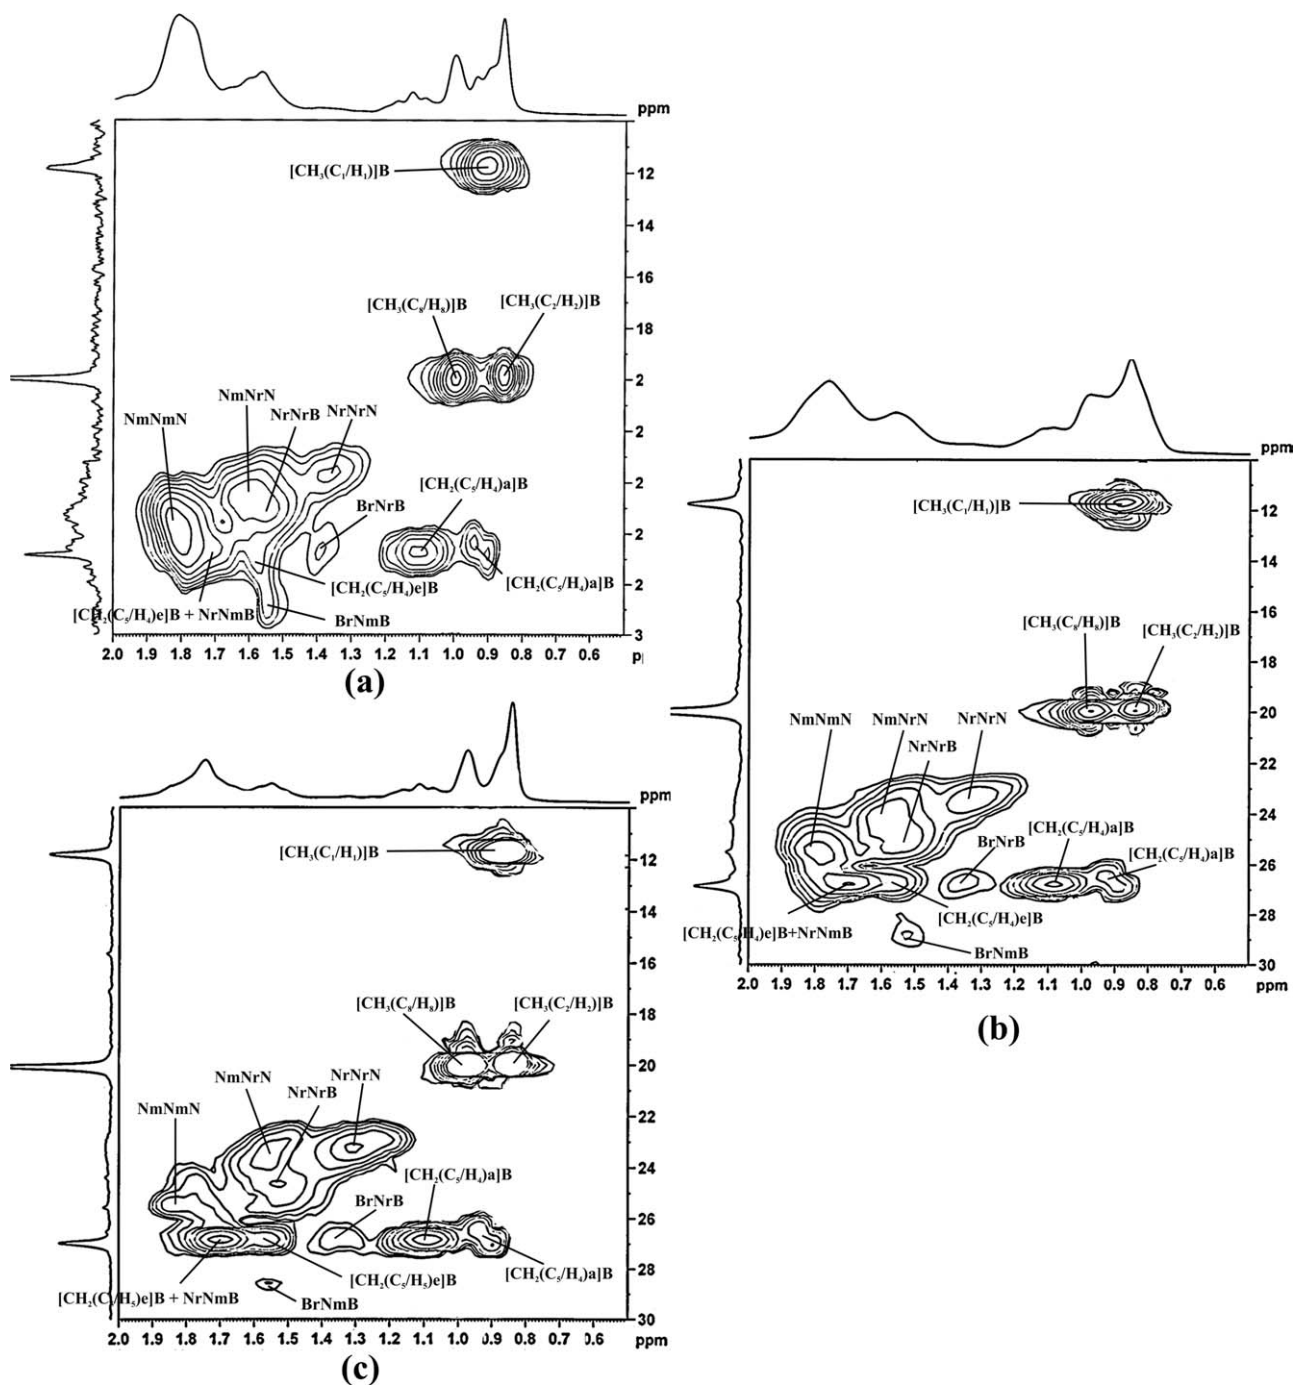 ppm
[CH₃(C₁/H₁)]B
12
14
16
[CH₃(C₈/H₈)]B
[CH₃(C₂/H₂)]B
18
2
NmNrN
NmNmN
NrNrB
NrNrN
2
2
[CH₂(C₅/H₄)a]B
BrNrB
2
[CH₂(C₅/H₄)e]B
[CH₂(C₅/H₄)a]B
2
[CH₂(C₅/H₄)e]B + NrNmB
BrNmB
3
2.0 1.9 1.8 1.7 1.6 1.5 1.4 1.3 1.2 1.1 1.0 0.9 0.8 0.7 0.6
(a)
ppm
[CH₃(C₁/H₁)]B
12
14
16
[CH₃(C₈/H₈)]B
[CH₃(C₂/H₂)]B
18
20
NmNmN
NmNrN
NrNrN
NrNrB
22
24
[CH₂(C₅/H₄)a]B
BrNrB
[CH₂(C₅/H₄)a]B
26
[CH₂(C₅/H₄)e]B
[CH₂(C₅/H₄)e]B+NrNmB
28
BrNmB
30
2.0 1.9 1.8 1.7 1.6 1.5 1.4 1.3 1.2 1.1 1.0 0.9 0.8 0.7 0.6 ppm
(b)
ppm
[CH₃(C₁/H₁)]B
12
14
16
[CH₃(C₈/H₈)]B
[CH₃(C₂/H₂)]B
18
20
NmNrN
NrNrB
NrNrN
NmNmN
22
24
[CH₂(C₅/H₄)a]B
BrNrB
26
[CH₂(C₅/H₅)e]B
[CH₂(C₅/H₄)a]B
28
[CH₂(C₅/H₅)e]B + NrNmB
BrNmB
30
2.0 1.9 1.8 1.7 1.6 1.5 1.4 1.3 1.2 1.1 1.0 0.9 0.8 0.7 0.6 ppm
(c)